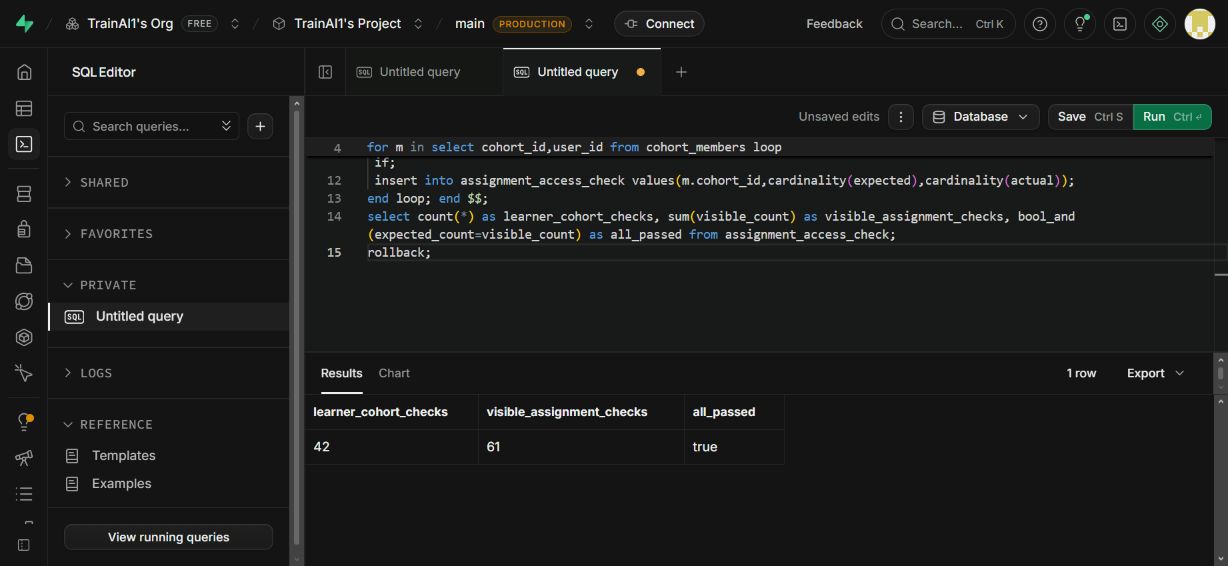 TrainAI1's Org FREE / TrainAI1's Project / main PRODUCTION Connect Feedback Search... Ctrl K
SQL Editor
SQL Untitled query
SQL Untitled query
Search queries...
Unsaved edits Database Save Ctrl S Run Ctrl ↵
4 for m in select cohort_id,user_id from cohort_members loop
if;
12 insert into assignment_access_check values(m.cohort_id,cardinality(expected),cardinality(actual));
13 end loop; end $$;
14 select count(*) as learner_cohort_checks, sum(visible_count) as visible_assignment_checks, bool_and
(expected_count=visible_count) as all_passed from assignment_access_check;
15 rollback;
SHARED
FAVORITES
PRIVATE
SQL Untitled query
LOGS
REFERENCE
Templates
Examples
View running queries
Results Chart 1 row Export
learner_cohort_checks visible_assignment_checks all_passed
42 61 true